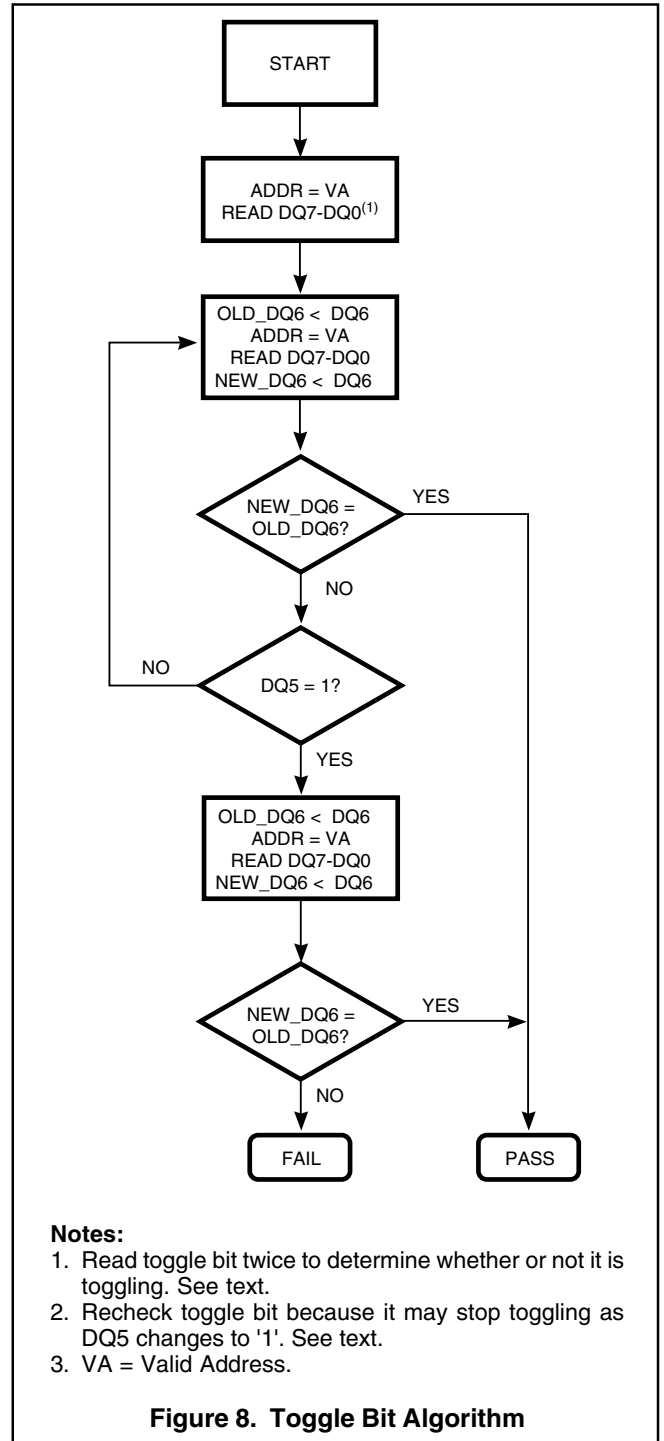 START
ADDR = VA
READ DQ7-DQ0(1)
OLD_DQ6 < DQ6
ADDR = VA
READ DQ7-DQ0
NEW_DQ6 < DQ6
NEW_DQ6 =
OLD_DQ6?
YES
NO
DQ5 = 1?
NO
YES
OLD_DQ6 < DQ6
ADDR = VA
READ DQ7-DQ0
NEW_DQ6 < DQ6
NEW_DQ6 =
OLD_DQ6?
YES
NO
FAIL
PASS
Notes:
1. Read toggle bit twice to determine whether or not it is
toggling. See text.
2. Recheck toggle bit because it may stop toggling as
DQ5 changes to '1'. See text.
3. VA = Valid Address.
Figure 8. Toggle Bit Algorithm